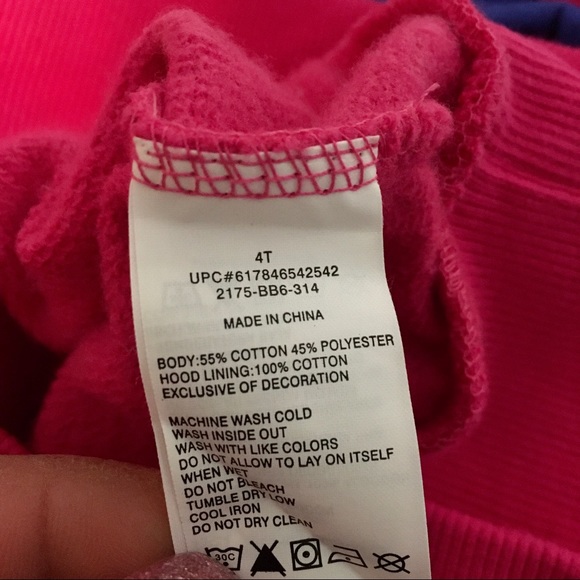 4T
UPC#617846542542
2175-BB6-314
MADE IN CHINA
BODY:55% COTTON 45% POLYESTER
HOOD LINING:100% COTTON
EXCLUSIVE OF DECORATION
MACHINE WASH COLD
WASH INSIDE OUT
WASH WITH LIKE COLORS
DO NOT ALLOW TO LAY ON ITSELF
WHEN WET
DO NOT BLEACH
TUMBLE DRY LOW
COOL IRON
DO NOT DRY CLEAN
30C